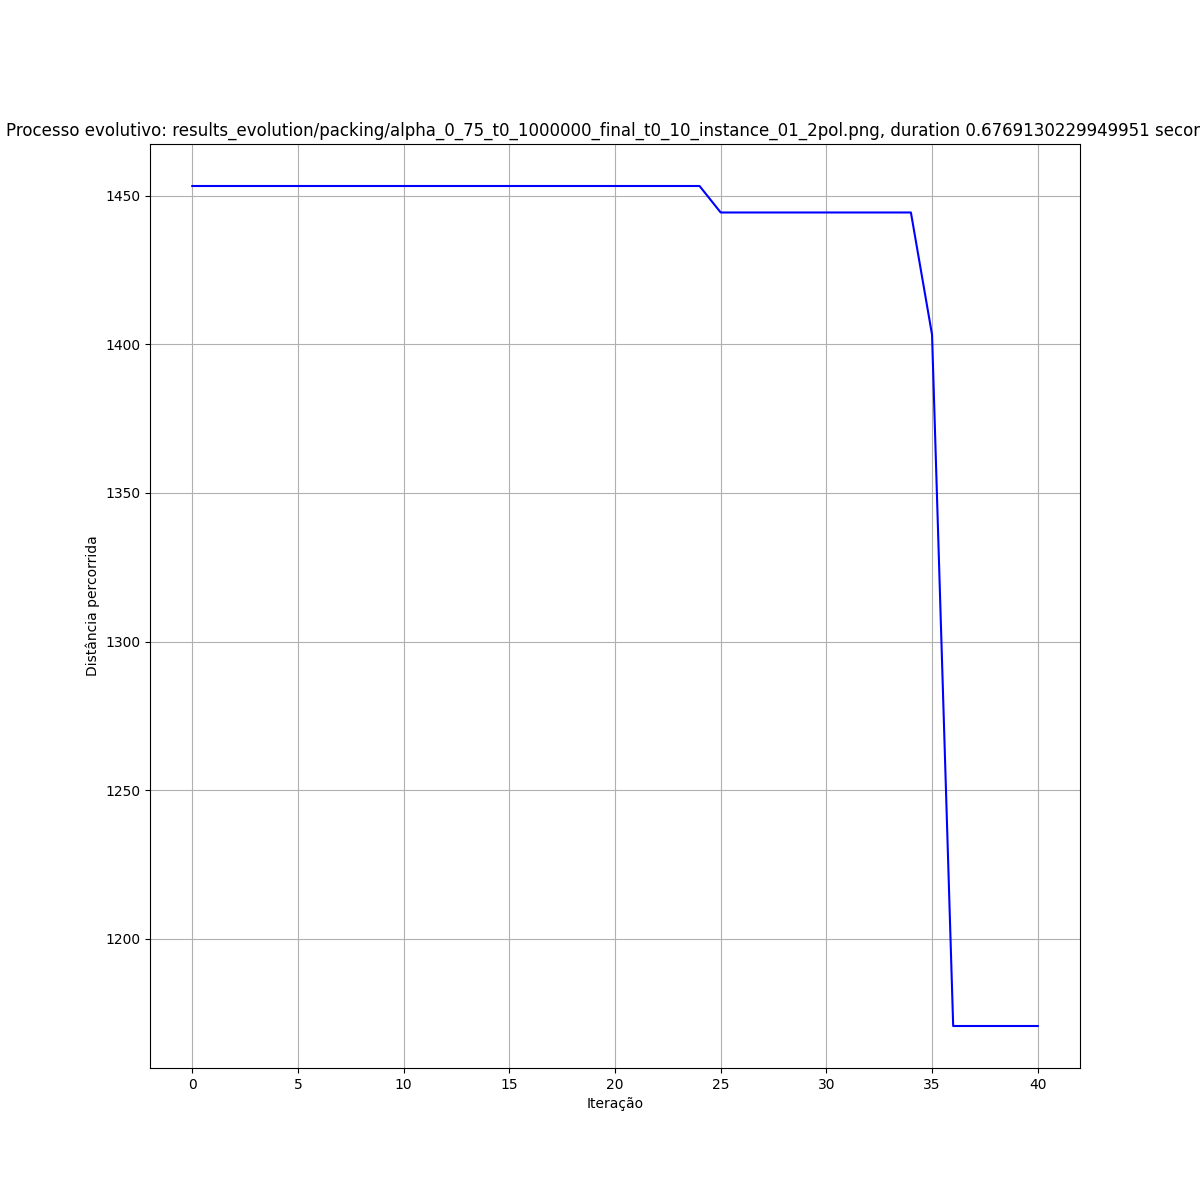 Processo evolutivo: results_evolution/packing/alpha_0_75_t0_1000000_final_t0_10_instance_01_2pol.png, duration 0.6769130229949951 secor
1450
1400
1350
1300
1250
1200
Distância percorrida
0 5 10 15 20 25 30 35 40
Iteração